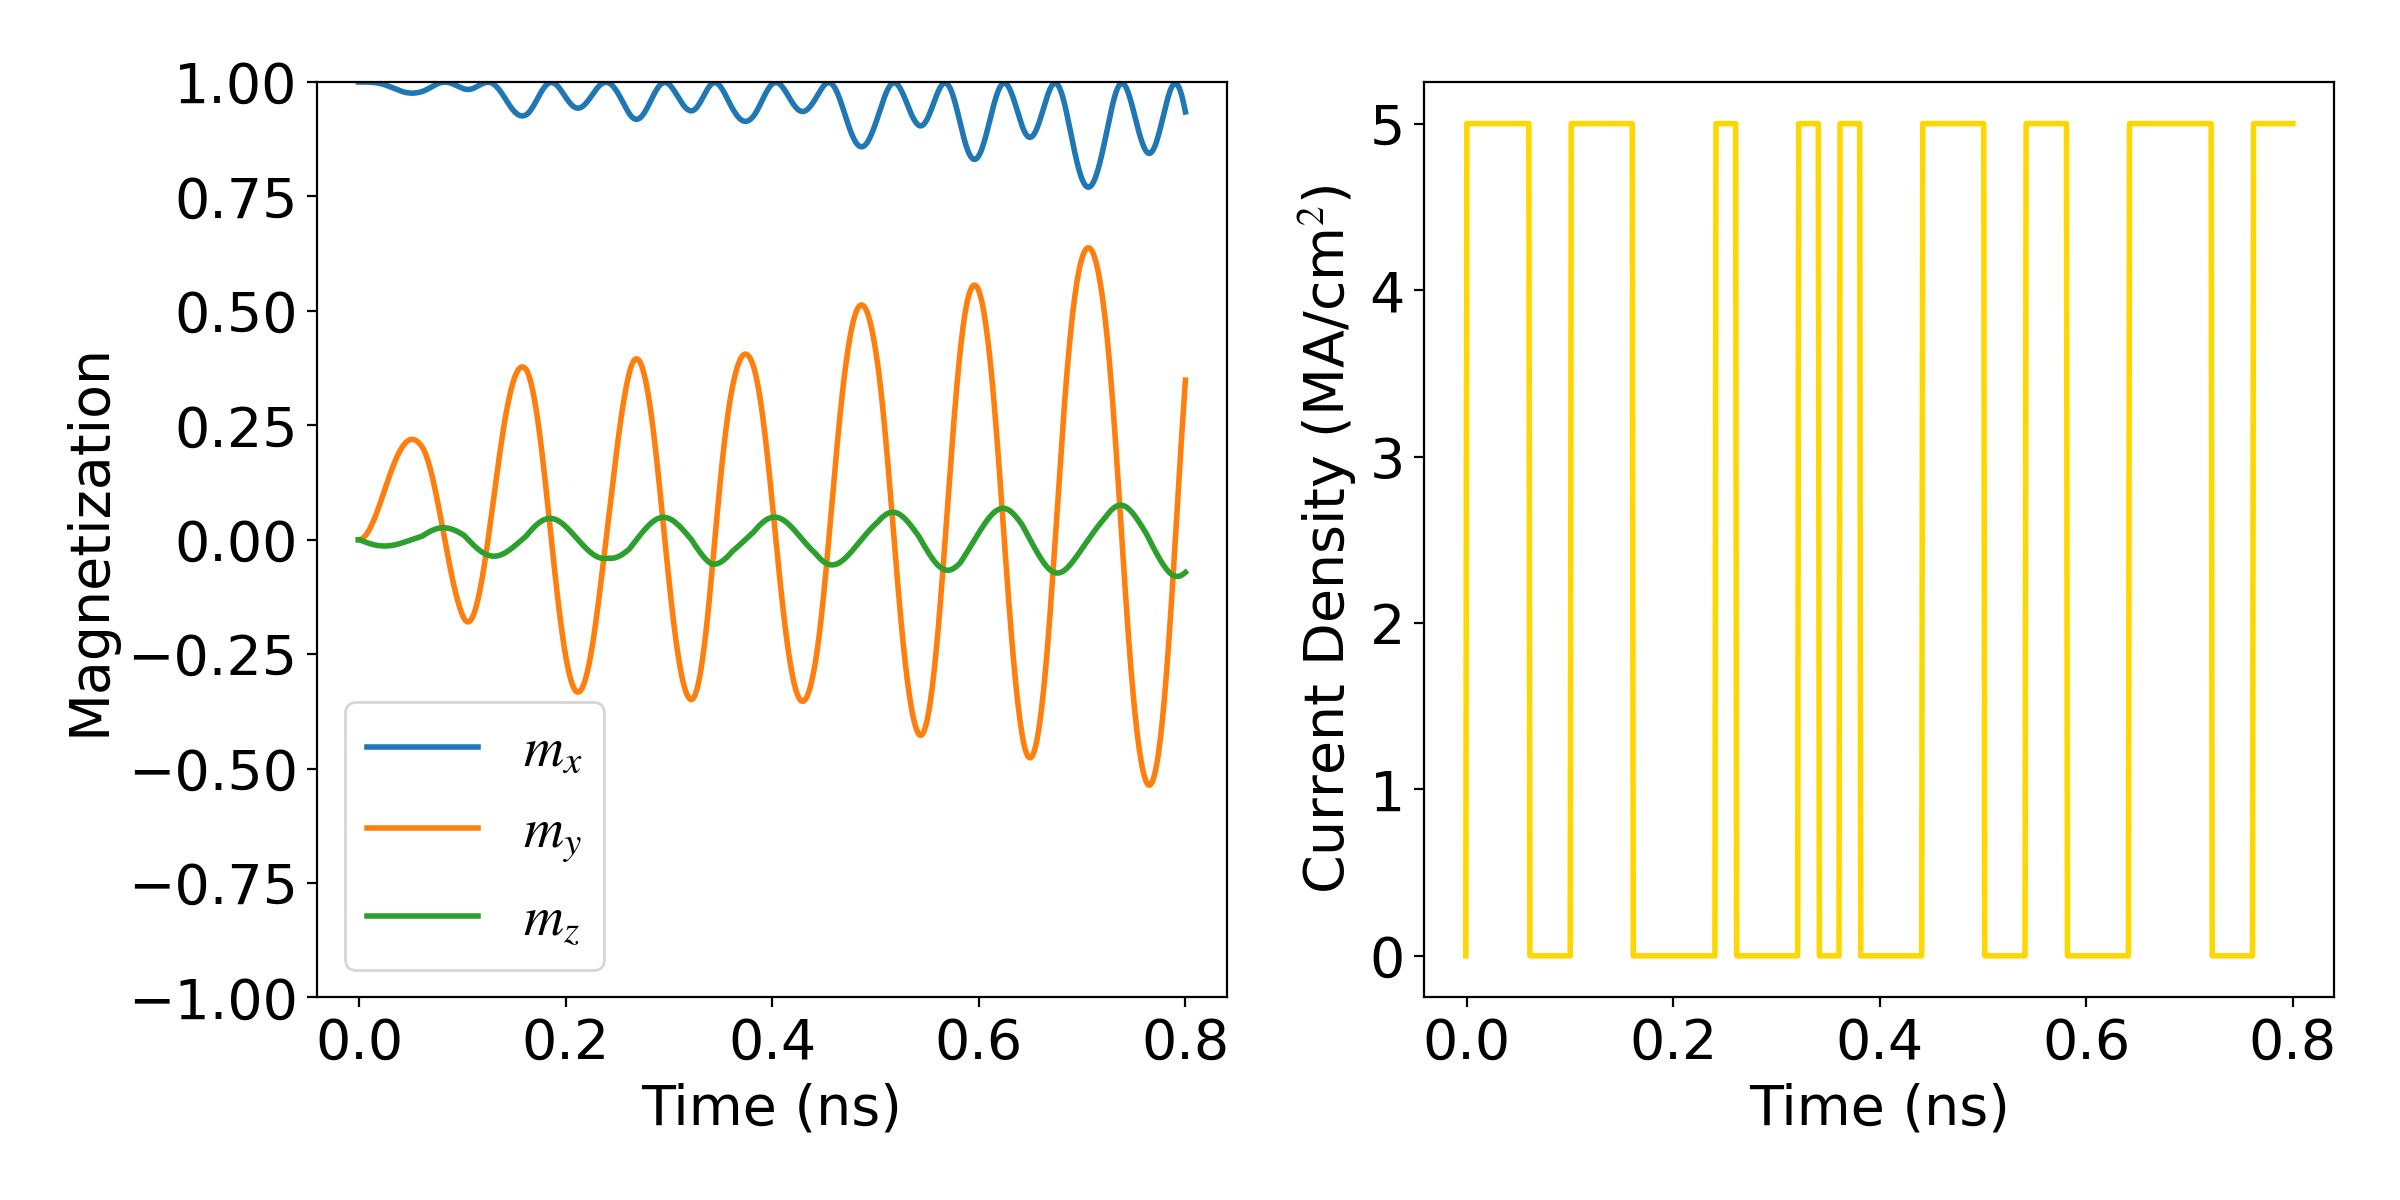 1.00
0.75
0.50
0.25
0.00
−0.25
−0.50
−0.75
−1.00
Magnetization
m_x
m_y
m_z
0.0 0.2 0.4 0.6 0.8
Time (ns)
5
4
3
2
1
0
Current Density (MA/cm²)
0.0 0.2 0.4 0.6 0.8
Time (ns)